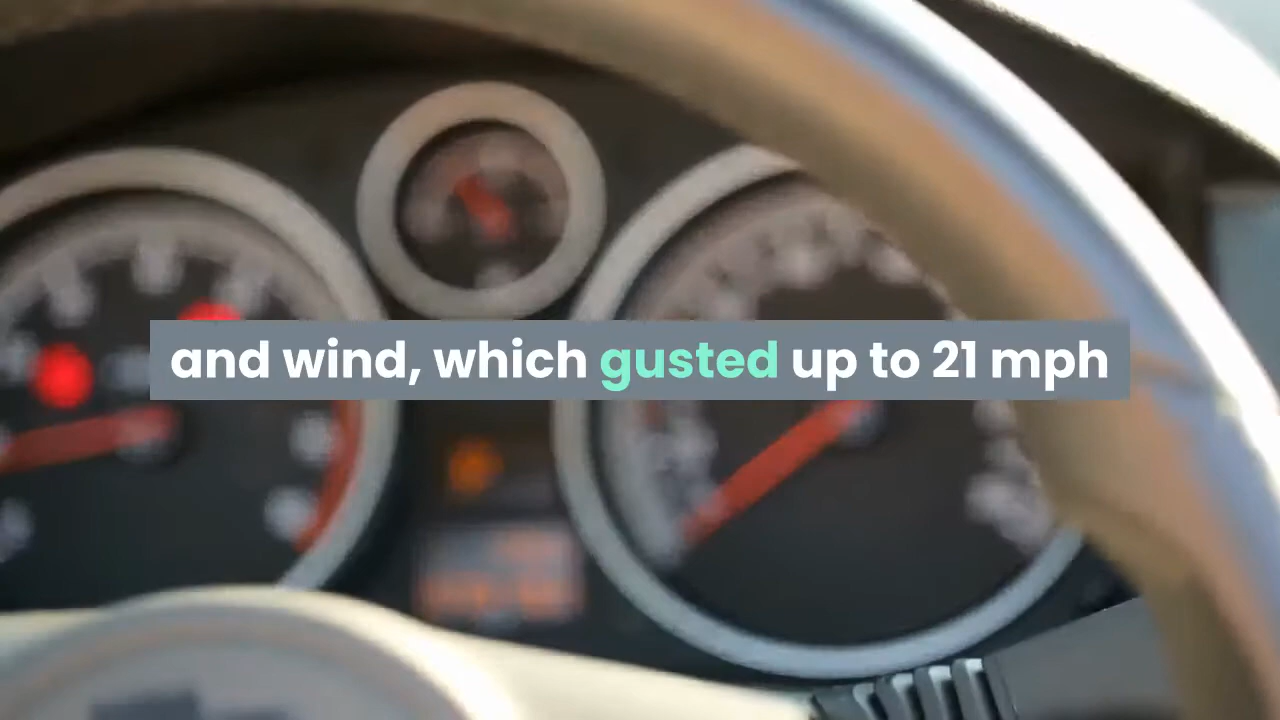 and wind, which gusted up to 21 mph